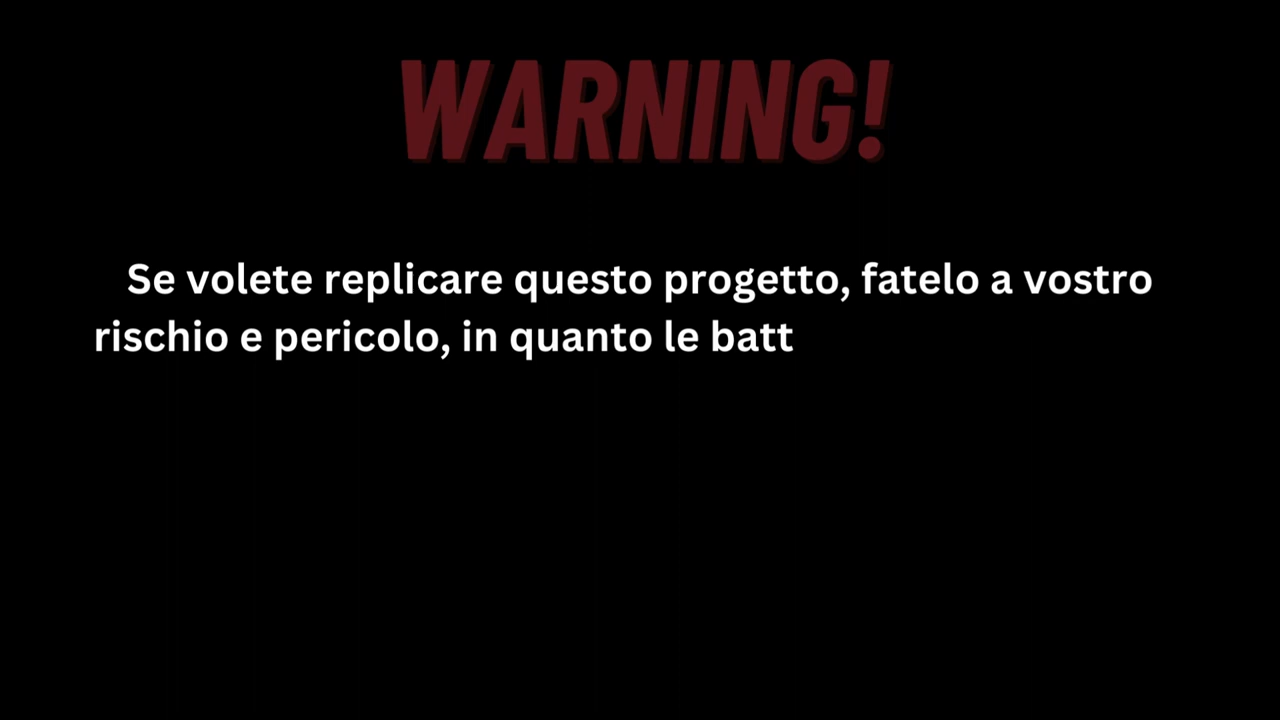 WARNING!
Se volete replicare questo progetto, fatelo a vostro
rischio e pericolo, in quanto le batt